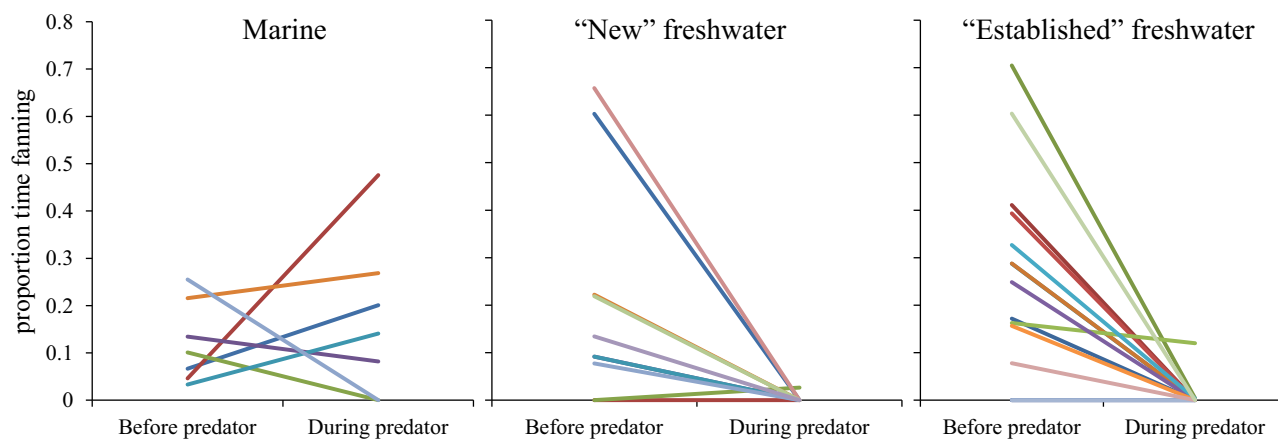 Marine
“New” freshwater
“Established” freshwater
proportion time fanning
0.8
0.7
0.6
0.5
0.4
0.3
0.2
0.1
0
Before predator
During predator
Before predator
During predator
Before predator
During predator